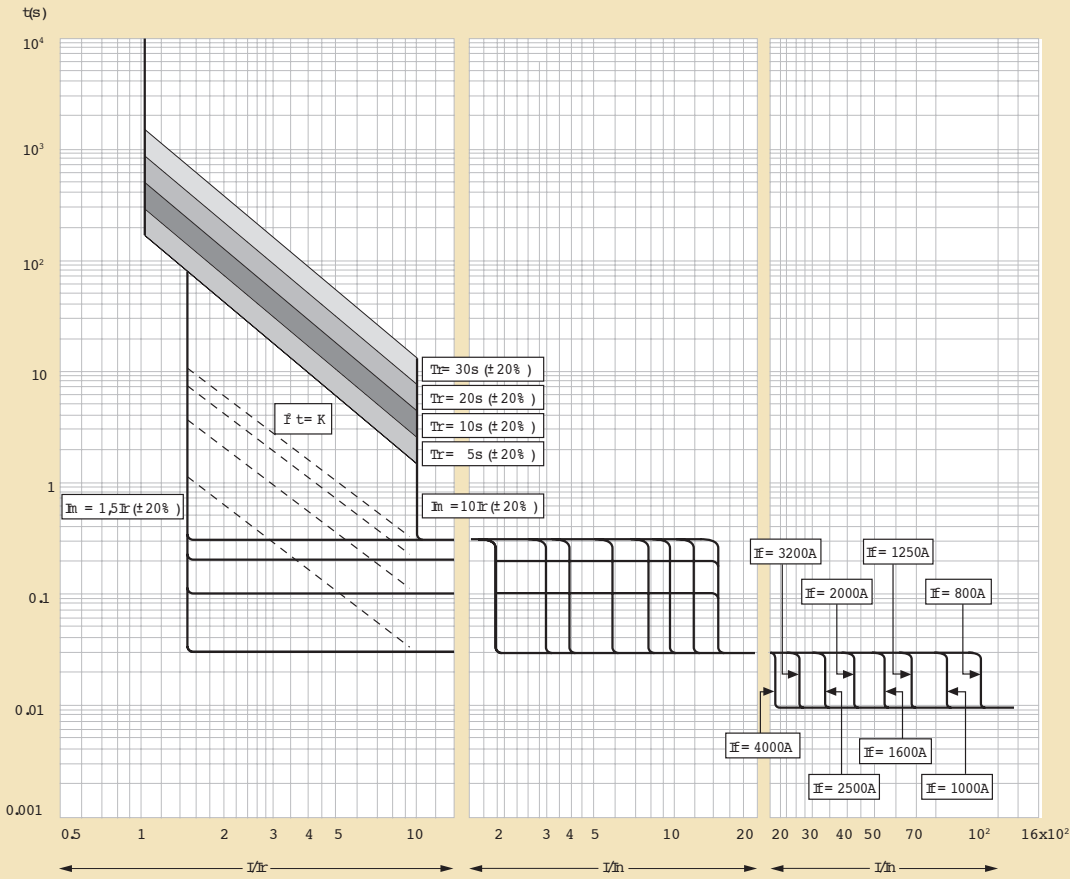 t(s)
10⁴
10³
10²
10
1
0.1
0.01
0.001
Tr= 30s (±20% )
Tr= 20s (±20% )
Tr= 10s (±20% )
Tr= 5s (±20% )
I² t= K
Im = 1,5Ir (±20% )
Im =10Ir (±20% )
If = 3200A
If = 1250A
If = 2000A
If = 800A
If = 4000A
If = 1600A
If = 2500A
If = 1000A
0.5 1 2 3 4 5 10
2 3 4 5 10 20
20 30 40 50 70 10² 16x10²
I/Ir
I/In
I/In